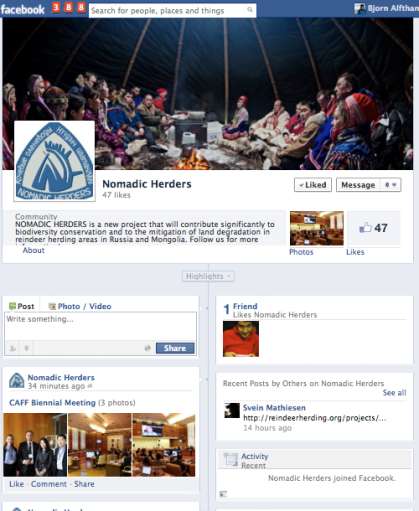 facebook
3 8 8
Search for people, places and things
Bjorn Alfthan
NOMADIC HERDERS
Nomadic Herders
47 likes
Liked
Message
Community
NOMADIC HERDERS is a new project that will contribute significantly to
biodiversity conservation and to the mitigation of land degradation in
reindeer herding areas in Russia and Mongolia. Follow us for more
About
Photos
47
Likes
Highlights
Post
Photo / Video
Write something...
Share
Nomadic Herders
34 minutes ago
CAFF Biennial Meeting (3 photos)
Like · Comment · Share
1 Friend
Likes Nomadic Herders
Recent Posts by Others on Nomadic Herders
See all
Svein Mathiesen
http://reindeerherding.org/projects/...
14 hours ago
Activity
Recent
Nomadic Herders joined Facebook.